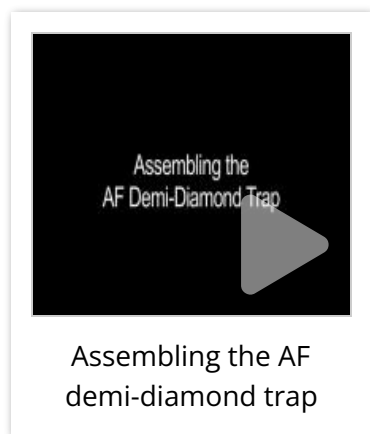 Assembling the
AF Demi-Diamond Trap
Assembling the AF
demi-diamond trap